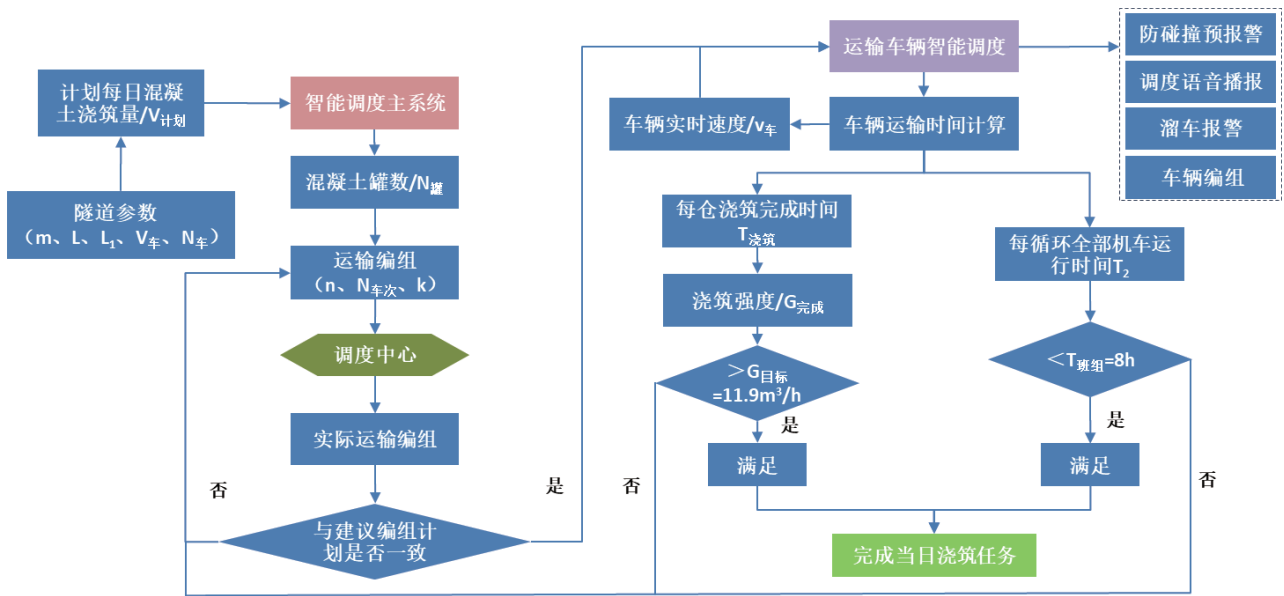 计划每日混凝
土浇筑量/V计划
隧道参数
（m、L、L₁、V车、N车）
智能调度主系统
混凝土罐数/N罐
运输编组
（n、N车次、k）
调度中心
实际运输编组
与建议编组计
划是否一致
否
是
运输车辆智能调度
车辆实时速度/v车
车辆运输时间计算
防碰撞预报警
调度语音播报
溜车报警
车辆编组
每仓浇筑完成时间
T浇筑
浇筑强度/G完成
＞G目标
=11.9m³/h
是
否
满足
每循环全部机车运
行时间T₂
＜T班组=8h
是
否
满足
完成当日浇筑任务